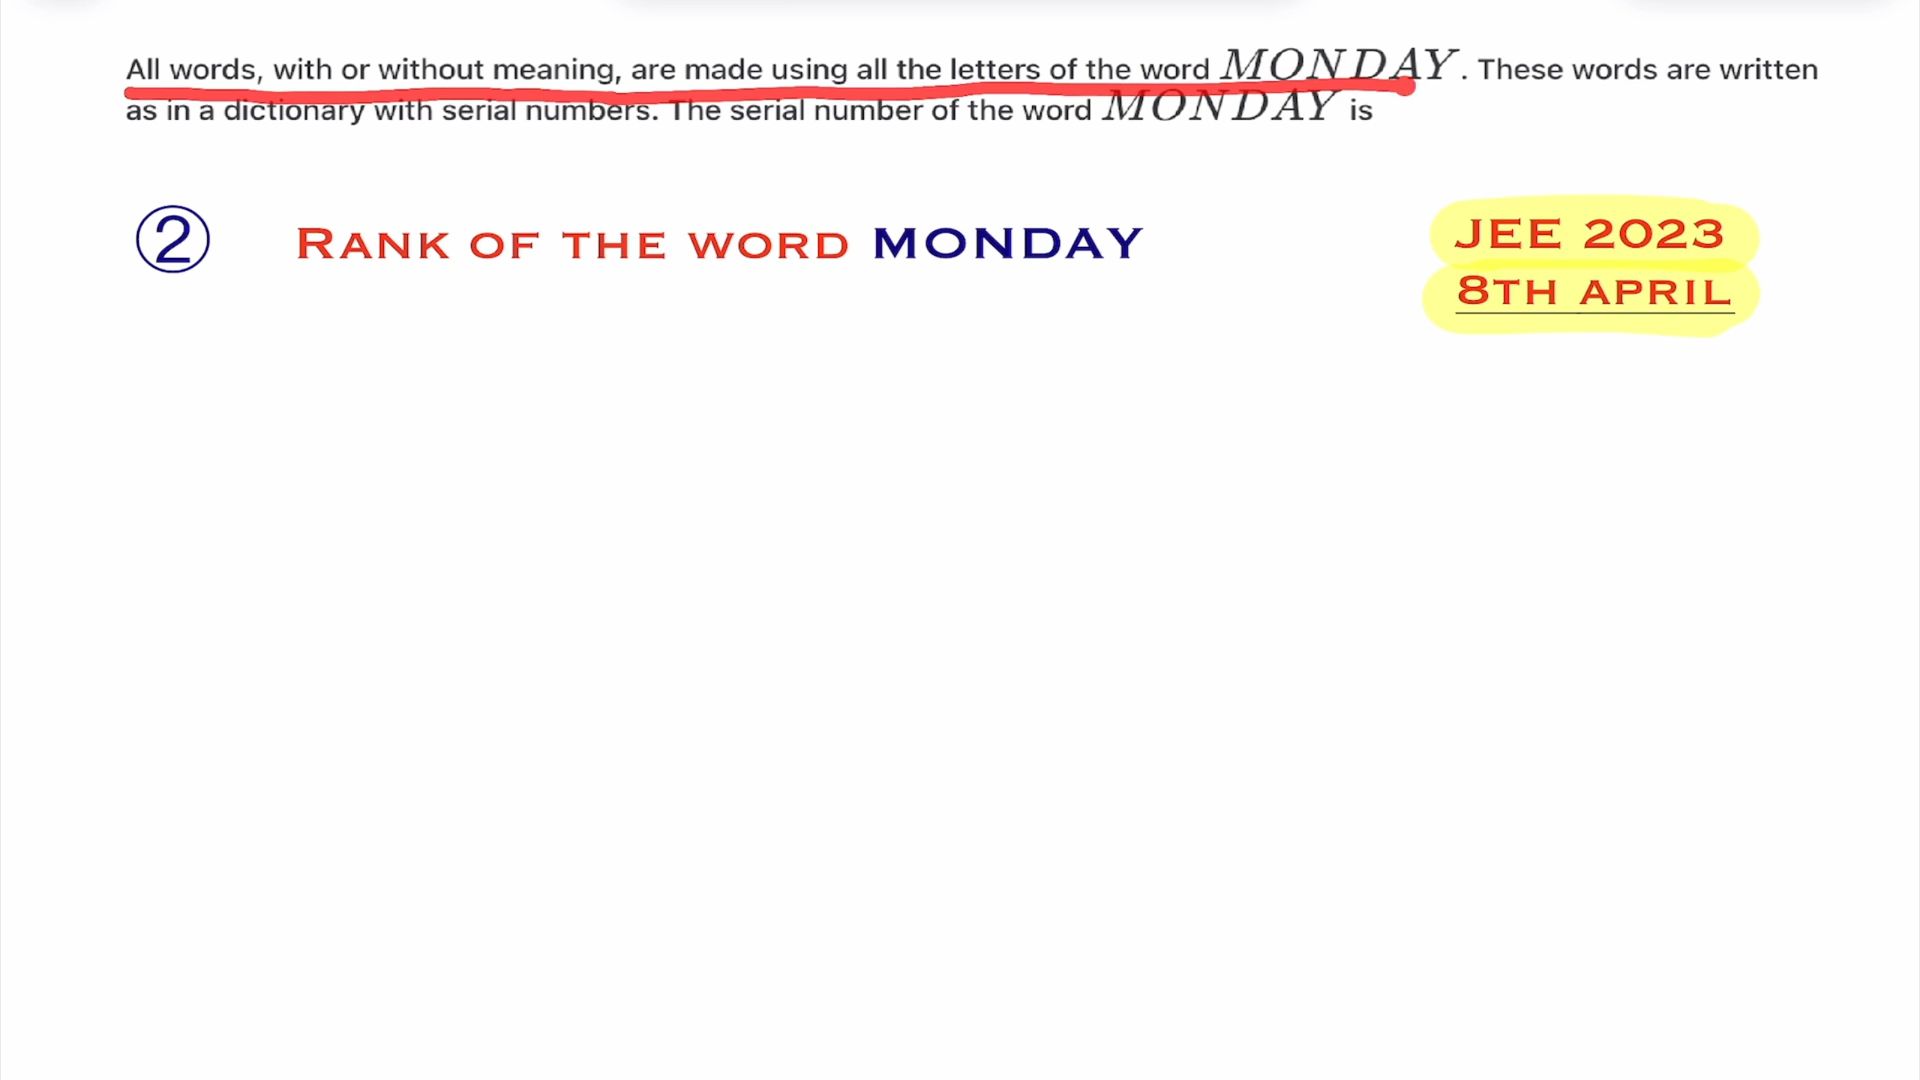 All words, with or without meaning, are made using all the letters of the word MONDAY. These words are written
as in a dictionary with serial numbers. The serial number of the word MONDAY is
② RANK OF THE WORD MONDAY
JEE 2023
8TH APRIL